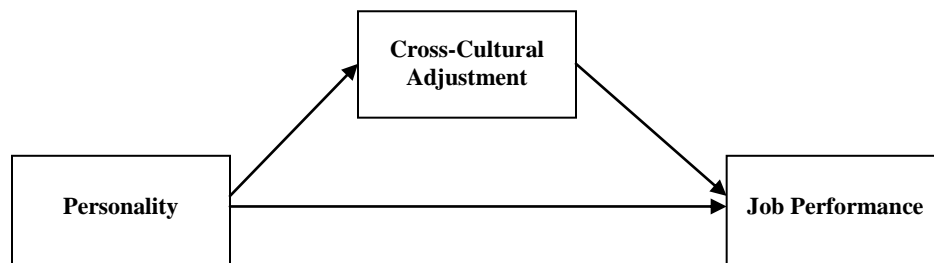 Cross-Cultural
Adjustment
Personality
Job Performance